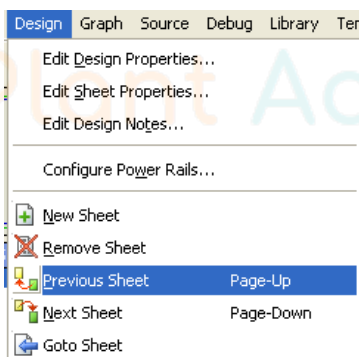 Design Graph Source Debug Library Ter
Edit Design Properties...
Edit Sheet Properties...
Edit Design Notes...
Configure Power Rails...
New Sheet
Remove Sheet
Previous Sheet Page-Up
Next Sheet Page-Down
Goto Sheet